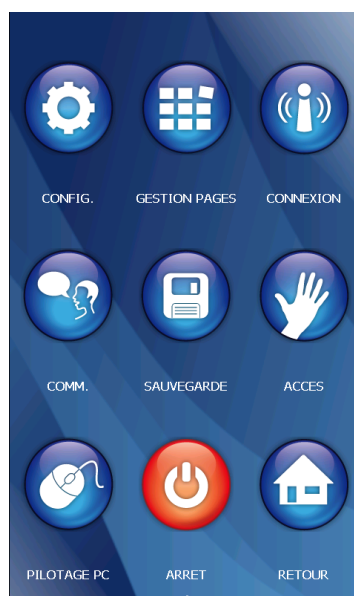 CONFIG.
GESTION PAGES
CONNEXION
COMM.
SAUVEGARDE
ACCES
PILOTAGE PC
ARRET
RETOUR